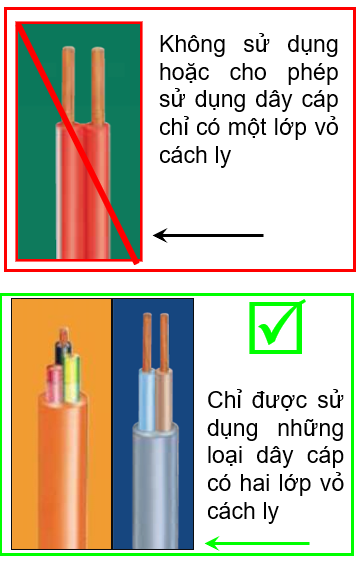 Không sử dụng
hoặc cho phép
sử dụng dây cáp
chỉ có một lớp vỏ
cách ly
Chỉ được sử
dụng những
loại dây cáp
có hai lớp vỏ
cách ly